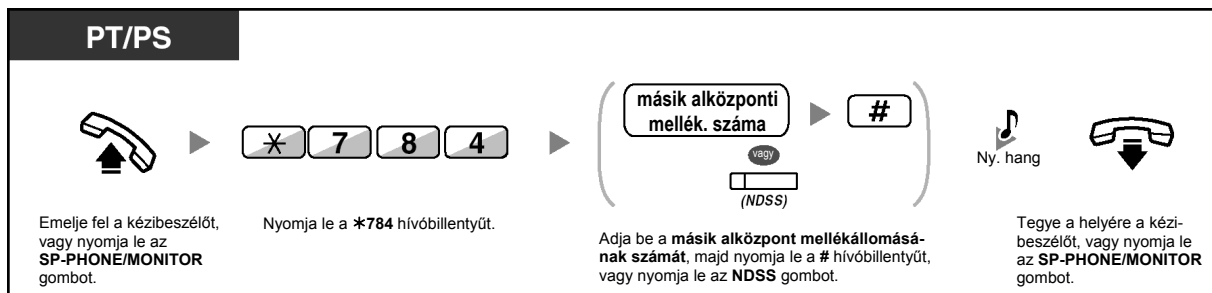 PT/PS
* 7 8 4
másik alközponti
mellék. száma
#
vagy
(NDSS)
Ny. hang
Emelje fel a kézibeszélőt,
vagy nyomja le az
SP-PHONE/MONITOR
gombot.
Nyomja le a *784 hívóbillentyűt.
Adja be a másik alközpont mellékállomásá-
nak számát, majd nyomja le a # hívóbillentyűt,
vagy nyomja le az NDSS gombot.
Tegye a helyére a kézi-
beszélőt, vagy nyomja le
az SP-PHONE/MONITOR
gombot.